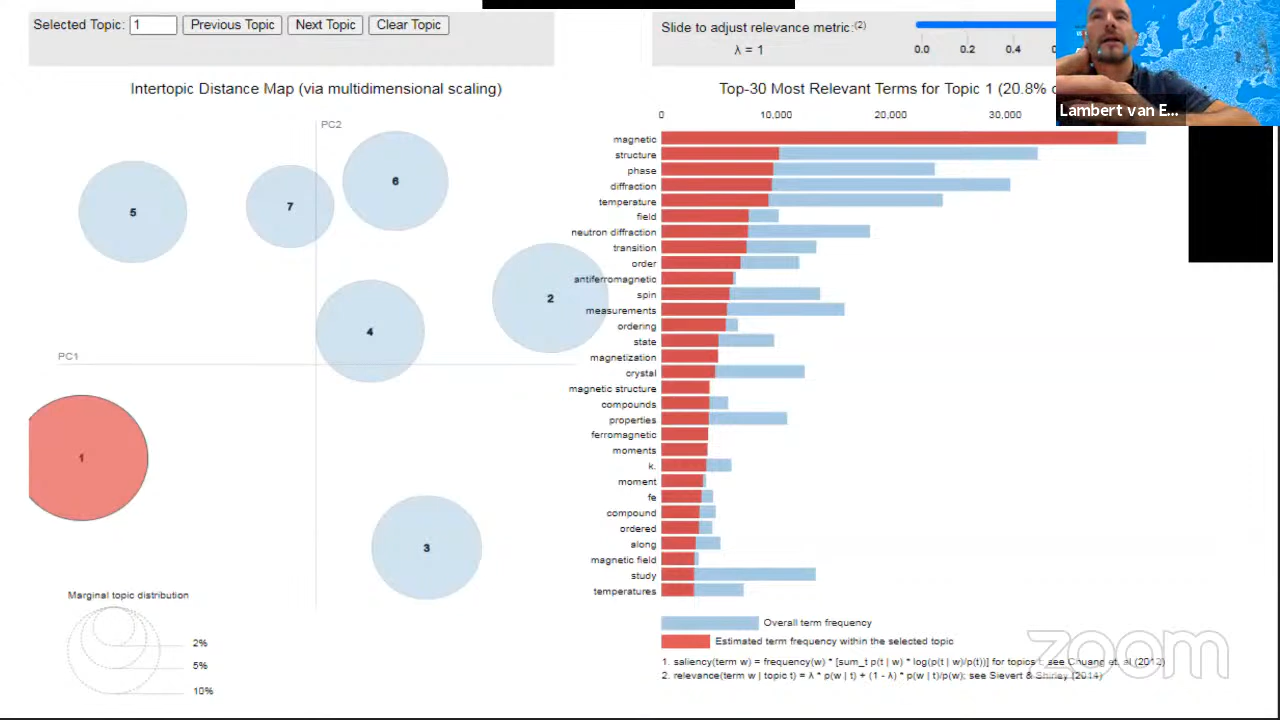 Selected Topic: 1 Previous Topic Next Topic Clear Topic
Slide to adjust relevance metric:(2)
λ = 1
0.0 0.2 0.4
Lambert van E...
Intertopic Distance Map (via multidimensional scaling)
PC2
PC1
5
7
6
2
4
1
3
Marginal topic distribution
2%
5%
10%
Top-30 Most Relevant Terms for Topic 1 (20.8%
0 10,000 20,000 30,000
magnetic
structure
phase
diffraction
temperature
field
neutron diffraction
transition
order
antiferromagnetic
spin
measurements
ordering
state
magnetization
crystal
magnetic structure
compounds
properties
ferromagnetic
moments
k.
moment
fe
compound
ordered
along
magnetic field
study
temperatures
Overall term frequency
Estimated term frequency within the selected topic
1. saliency(term w) = frequency(w) * [sum_t p(t | w) * log(p(t | w)/p(t))] for topics t; see Chuang et. al (2012)
2. relevance(term w | topic t) = λ * p(w | t) + (1 - λ) * p(w | t)/p(w); see Sievert & Shirley (2014)
zoom